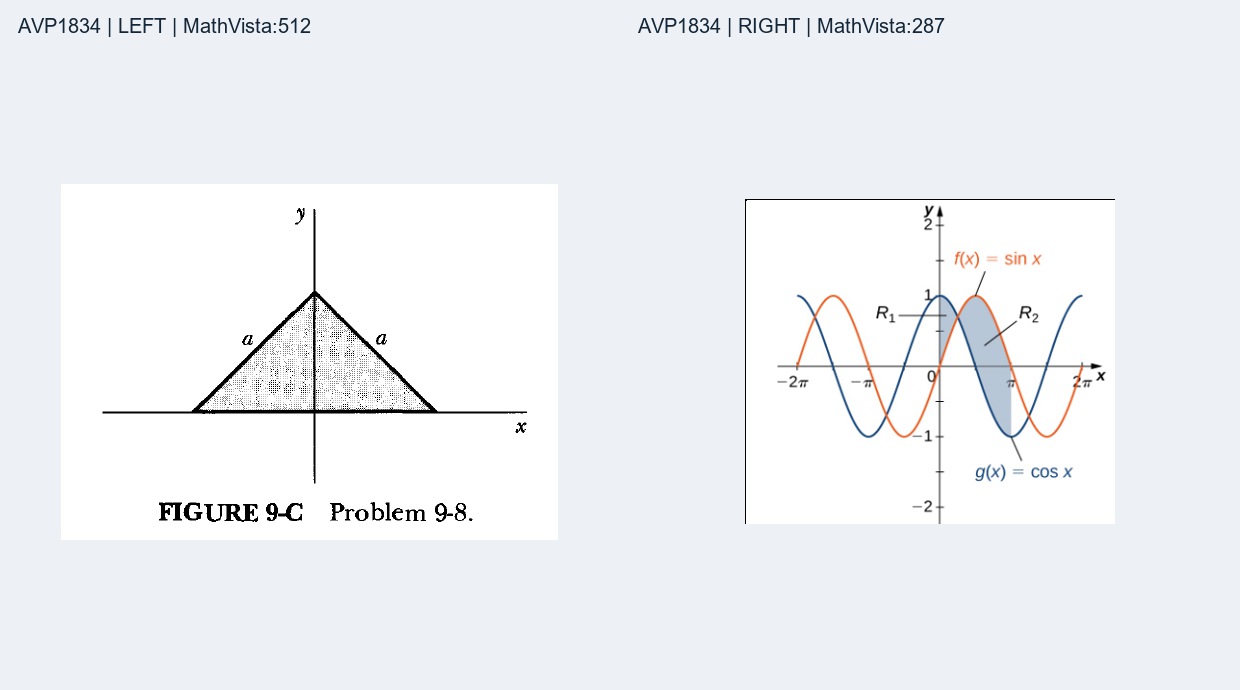 AVP1834 | LEFT | MathVista:512
y
a
a
x
FIGURE 9-C Problem 9-8.
AVP1834 | RIGHT | MathVista:287
y
2
f(x) = sin x
1
R1
R2
0
−2π
−π
π
2π
x
−1
g(x) = cos x
−2